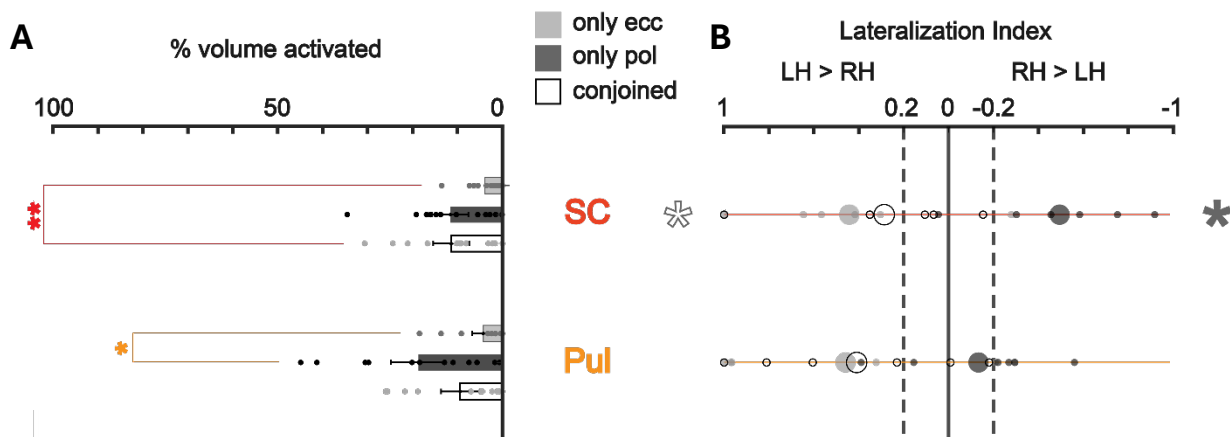 A
% volume activated
100 50 0
only ecc
only pol
conjoined
B
Lateralization Index
LH > RH RH > LH
1 0.2 0 -0.2 -1
** SC * *
* Pul